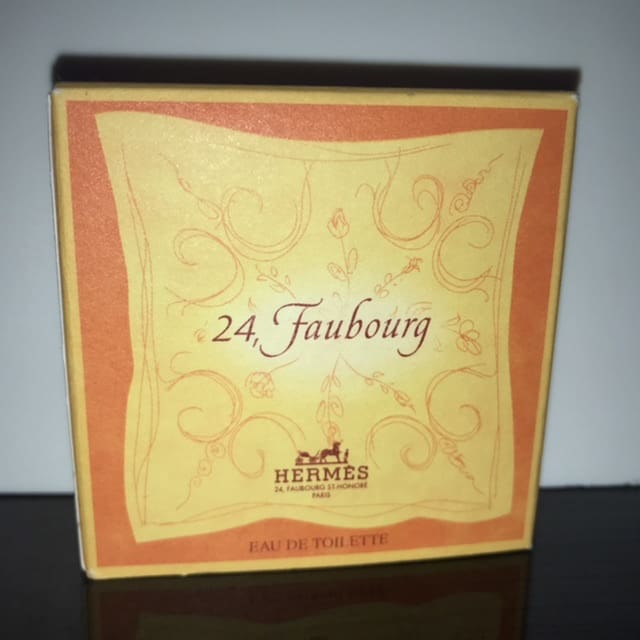 24, Faubourg
HERMÈS
24, FAUBOURG ST-HONORÉ
PARIS
EAU DE TOILETTE